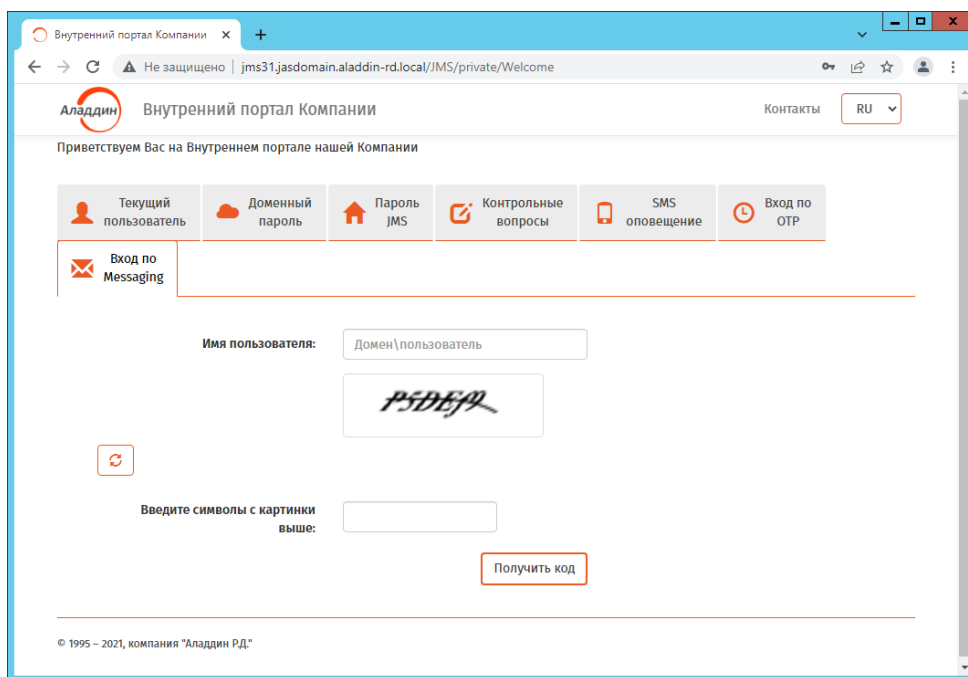 Внутренний портал Компании
Не защищено | jms31.jasdomain.aladdin-rd.local/JMS/private/Welcome
Аладдин Внутренний портал Компании Контакты RU
Приветствуем Вас на Внутреннем портале нашей Компании
Текущий пользователь
Доменный пароль
Пароль JMS
Контрольные вопросы
SMS оповещение
Вход по OTP
Вход по
Messaging
Имя пользователя: Домен\пользователь
Введите символы с картинки
выше:
Получить код
© 1995 – 2021, компания "Аладдин Р.Д."